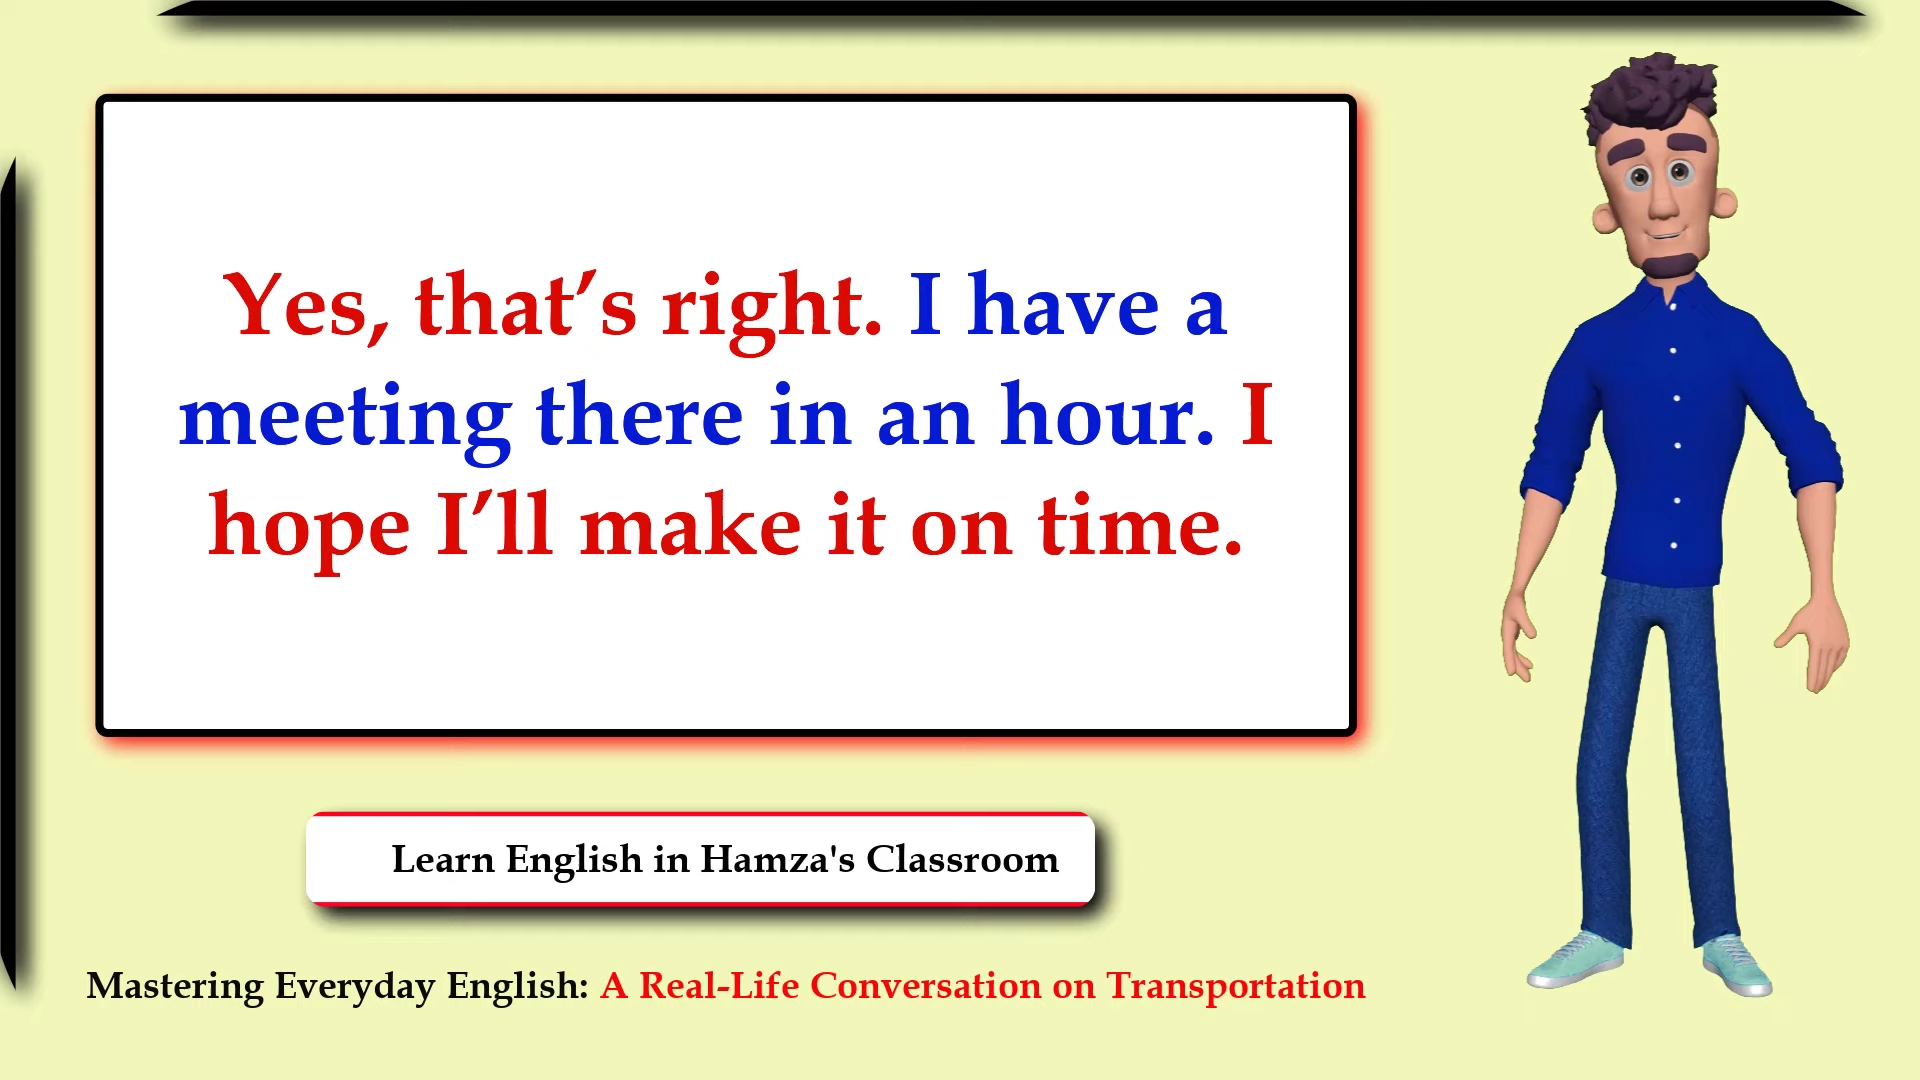 Yes, that’s right. I have a
meeting there in an hour. I
hope I’ll make it on time.
Learn English in Hamza's Classroom
Mastering Everyday English: A Real-Life Conversation on Transportation